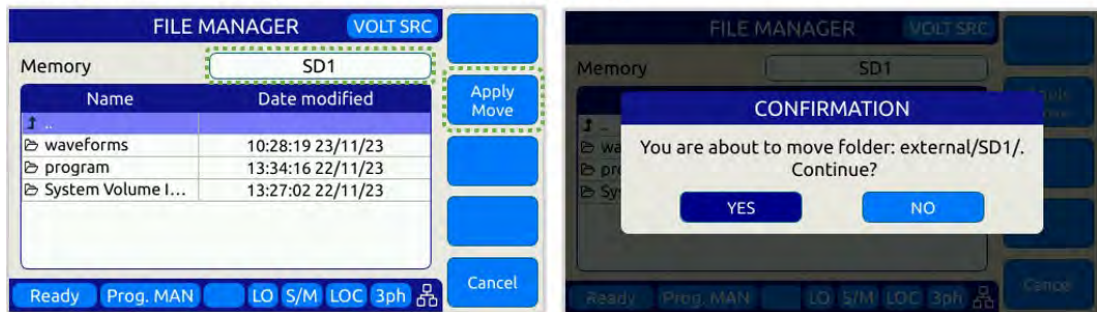 FILE MANAGER VOLT SRC
Memory SD1
Name Date modified
..
waveforms 10:28:19 23/11/23
program 13:34:16 22/11/23
System Volume I... 13:27:02 22/11/23
Apply
Move
Cancel
Ready Prog. MAN LO S/M LOC 3ph
FILE MANAGER VOLT SRC
Memory SD1
CONFIRMATION
You are about to move folder: external/SD1/.
Continue?
YES NO
Cancel
Ready Prog. MAN LO S/M LOC 3ph